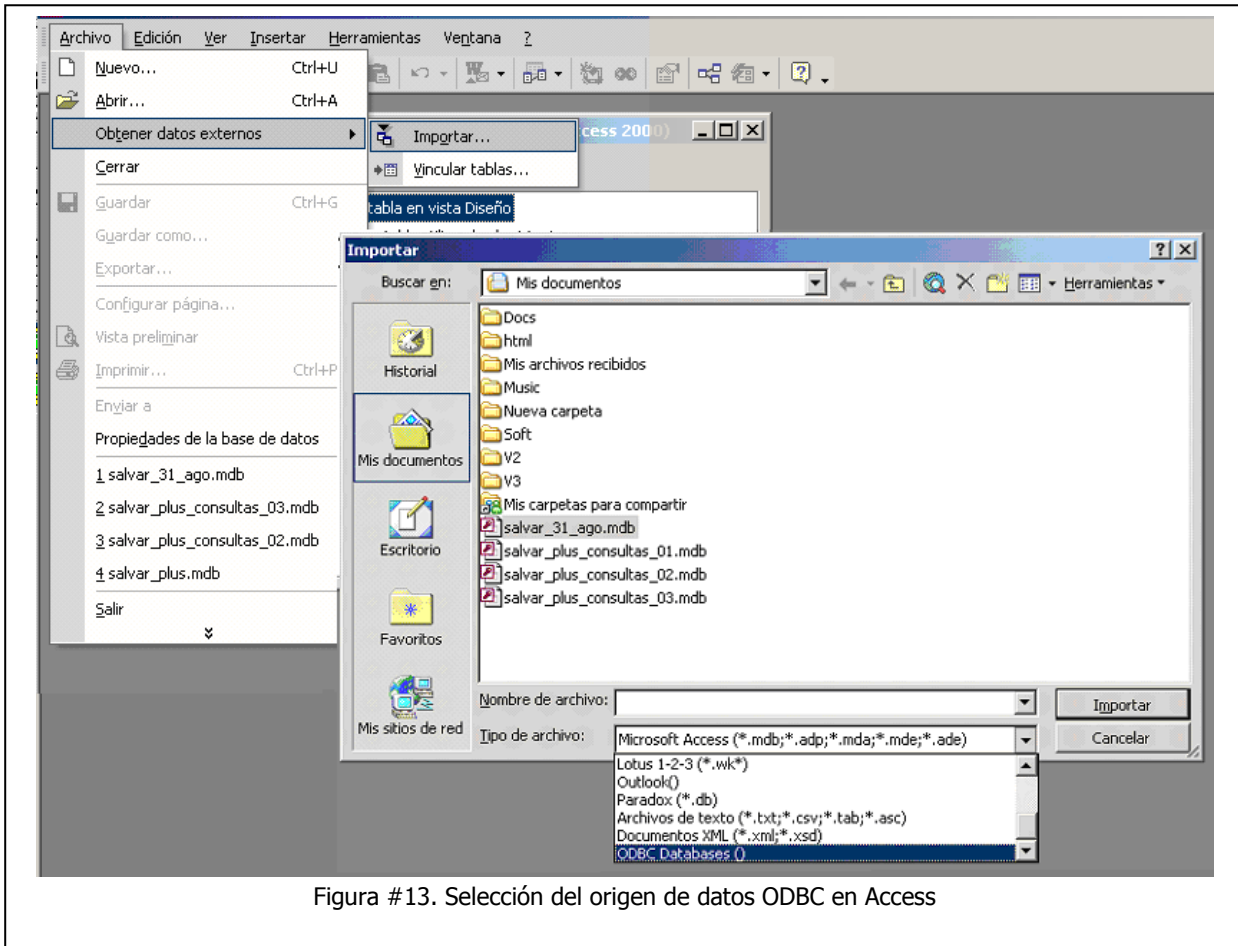 Archivo Edición Ver Insertar Herramientas Ventana ?
Nuevo... Ctrl+U
Abrir... Ctrl+A
Obtener datos externos
Cerrar
Guardar Ctrl+G
Guardar como...
Exportar...
Configurar página...
Vista preliminar
Imprimir... Ctrl+P
Enviar a
Propiedades de la base de datos
1 salvar_31_ago.mdb
2 salvar_plus_consultas_03.mdb
3 salvar_plus_consultas_02.mdb
4 salvar_plus.mdb
Salir
Importar...
Vincular tablas...
cess 2000)
tabla en vista Diseño
Importar
Buscar en: Mis documentos
Herramientas
Historial
Mis documentos
Escritorio
Favoritos
Mis sitios de red
Docs
html
Mis archivos recibidos
Music
Nueva carpeta
Soft
V2
V3
Mis carpetas para compartir
salvar_31_ago.mdb
salvar_plus_consultas_01.mdb
salvar_plus_consultas_02.mdb
salvar_plus_consultas_03.mdb
Nombre de archivo:
Importar
Tipo de archivo: Microsoft Access (*.mdb;*.adp;*.mda;*.mde;*.ade)
Cancelar
Lotus 1-2-3 (*.wk*)
Outlook()
Paradox (*.db)
Archivos de texto (*.txt;*.csv;*.tab;*.asc)
Documentos XML (*.xml;*.xsd)
ODBC Databases ()
Figura #13. Selección del origen de datos ODBC en Access